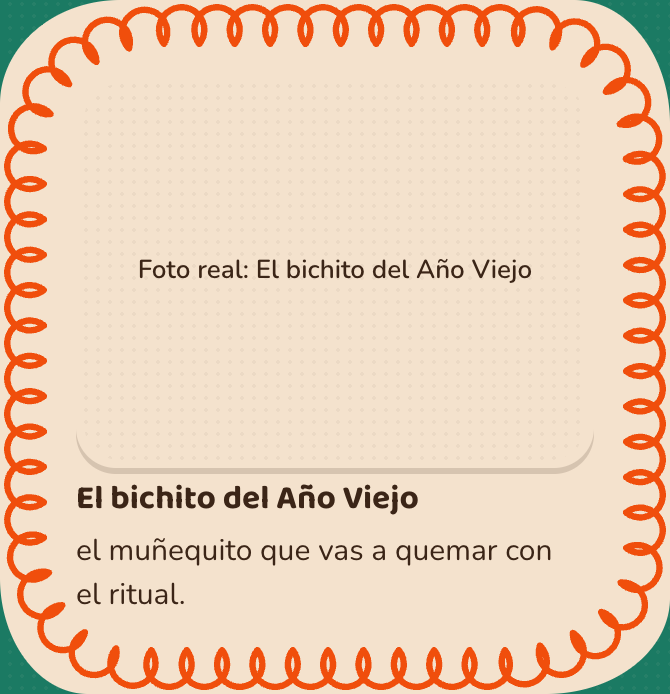 Foto real: El bichito del Año Viejo
El bichito del Año Viejo
el muñequito que vas a quemar con
el ritual.